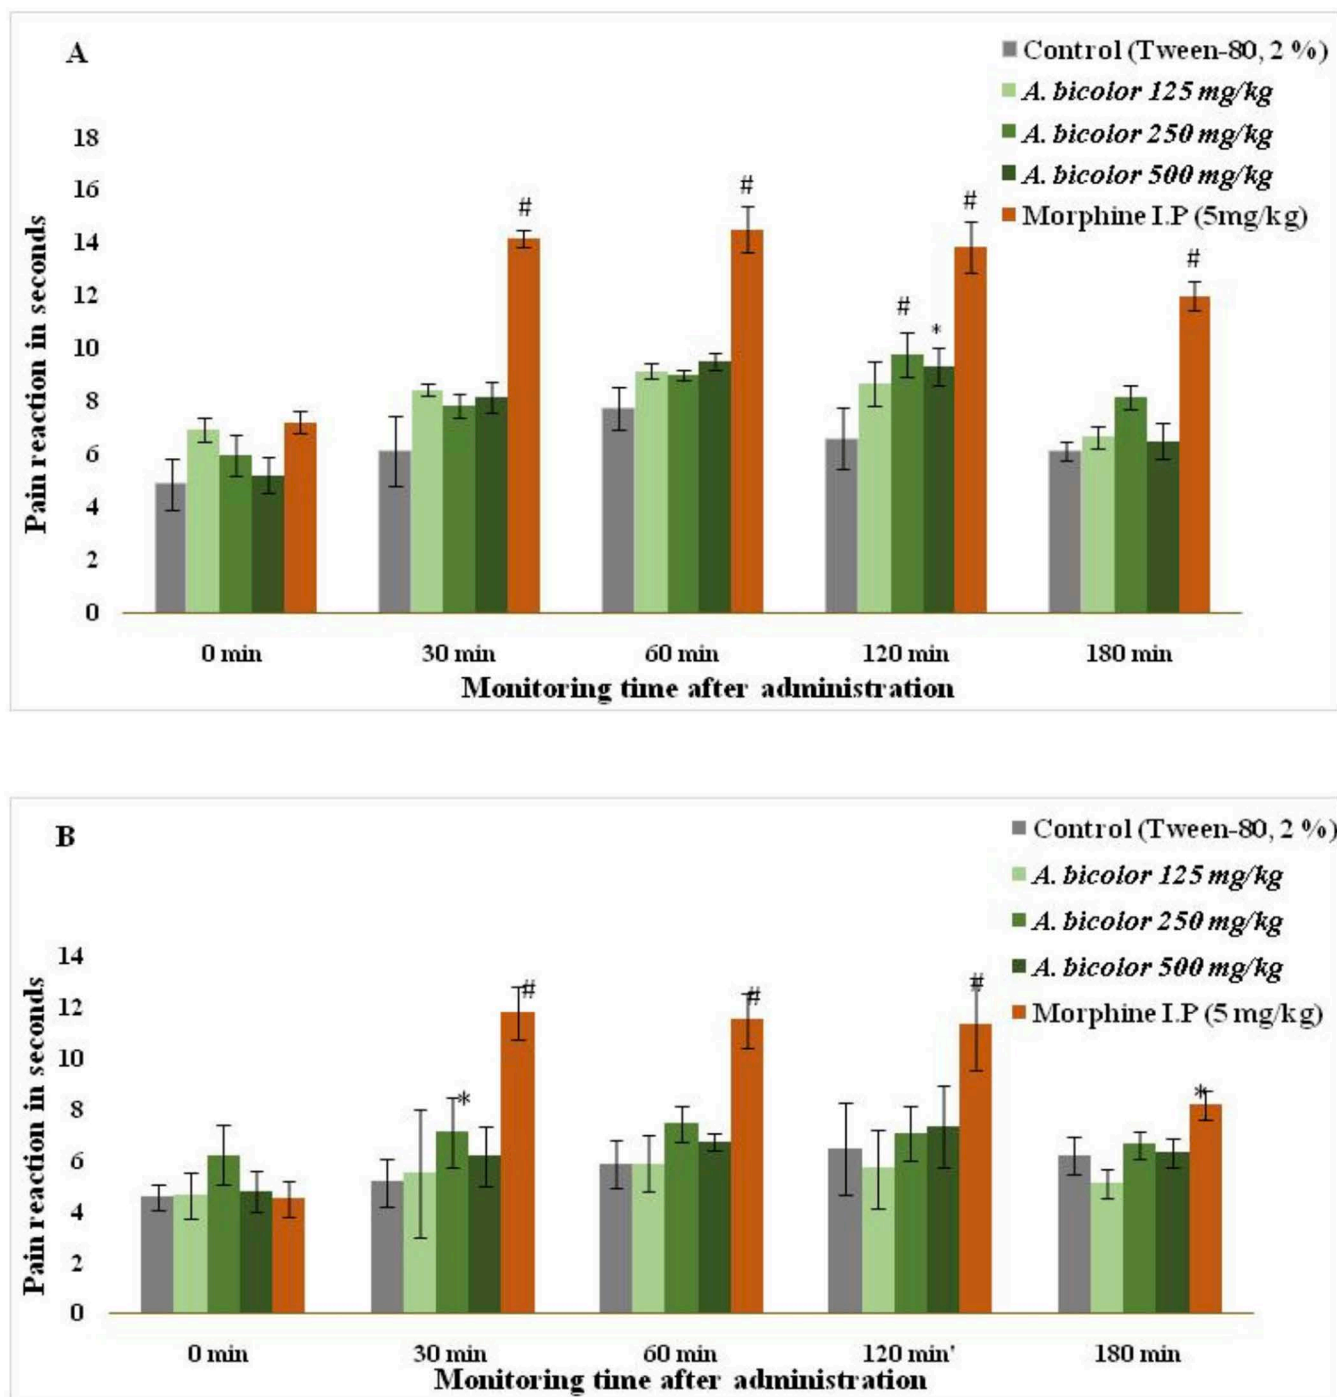 A
Control (Tween-80, 2 %)
A. bicolor 125 mg/kg
A. bicolor 250 mg/kg
A. bicolor 500 mg/kg
Morphine I.P (5mg/kg)
Pain reaction in seconds
18
16
14
12
10
8
6
4
2
0
#
#
#
*
#
#
0 min
30 min
60 min
120 min
180 min
Monitoring time after administration
B
Control (Tween-80, 2 %)
A. bicolor 125 mg/kg
A. bicolor 250 mg/kg
A. bicolor 500 mg/kg
Morphine I.P (5 mg/kg)
Pain reaction in seconds
14
12
10
8
6
4
2
0
*
#
#
#
*
0 min
30 min
60 min
120 min'
180 min
Monitoring time after administration